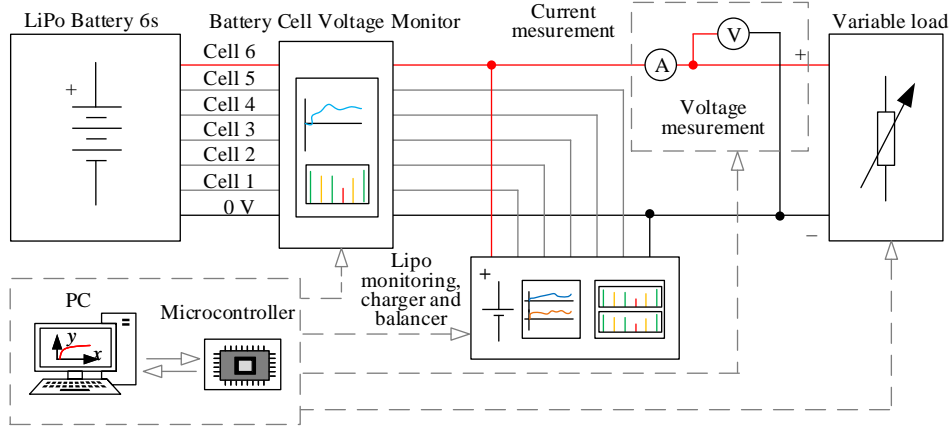 LiPo Battery 6s
Battery Cell Voltage Monitor
Current
mesurement
Variable load
Cell 6
Cell 5
Cell 4
Cell 3
Cell 2
Cell 1
0 V
+
A
V
+
Voltage
mesurement
−
Lipo
monitoring,
charger and
balancer
+
PC
Microcontroller
y
x